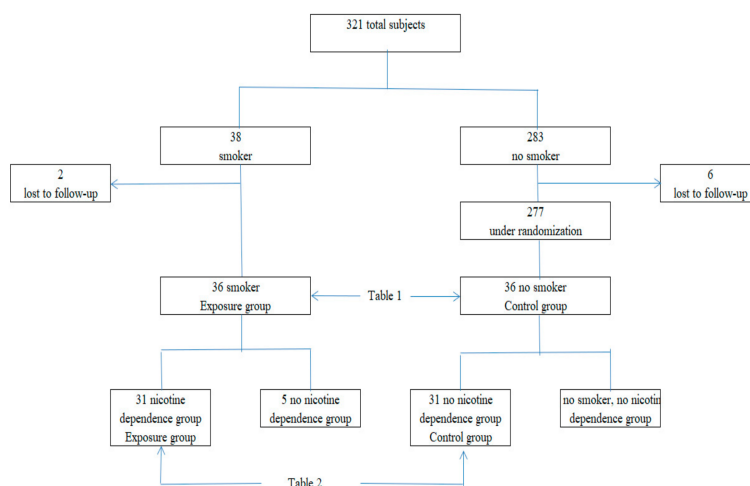 321 total subjects
38
smoker
283
no smoker
2
lost to follow-up
6
lost to follow-up
277
under randomization
36 smoker
Exposure group
Table 1
36 no smoker
Control group
31 nicotine
dependence group
Exposure group
5 no nicotine
dependence group
31 no nicotine
dependence group
Control group
no smoker, no nicotin
dependence group
Table 2